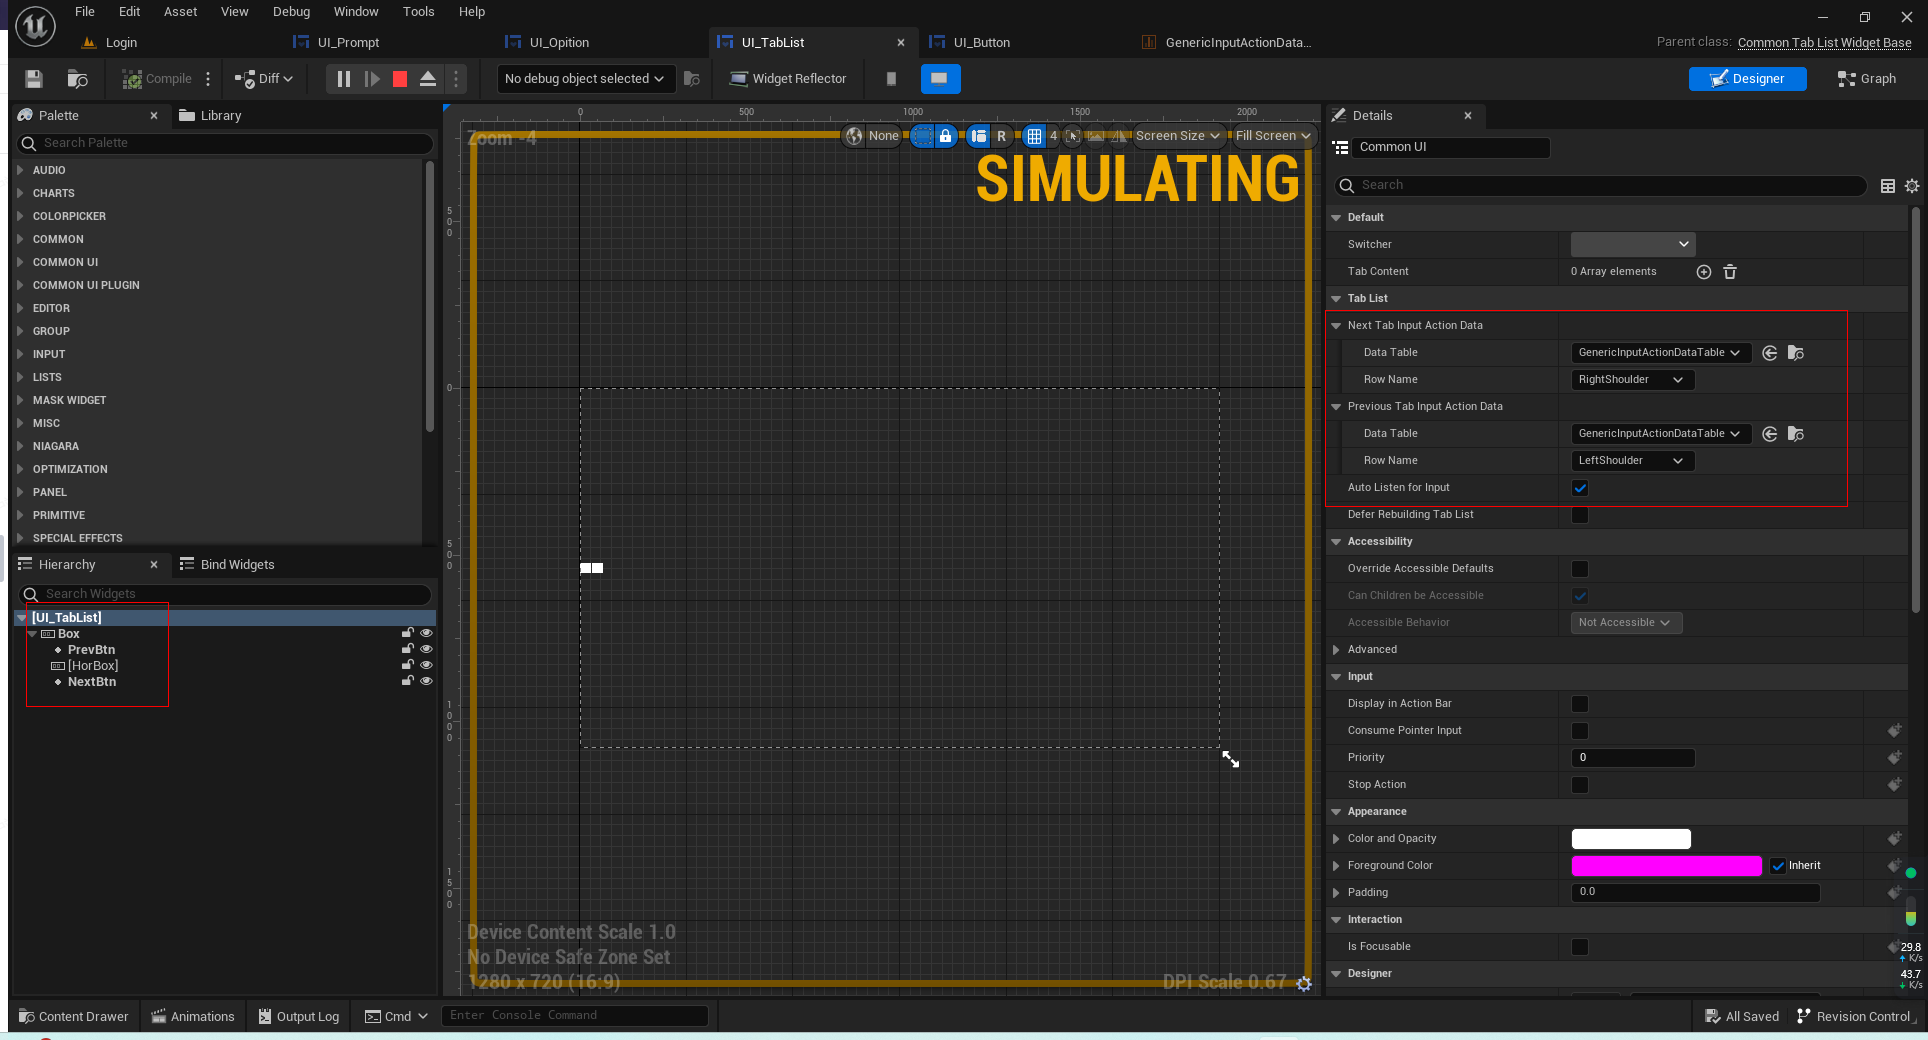 File Edit Asset View Debug Window Tools Help
Login UI_Prompt UI_Opition UI_TabList UI_Button GenericInputActionData... Parent class: Common Tab List Widget Base
Compile Diff No debug object selected Widget Reflector Designer Graph
Palette Library
Search Palette
AUDIO
CHARTS
COLORPICKER
COMMON
COMMON UI
COMMON UI PLUGIN
EDITOR
GROUP
INPUT
LISTS
MASK WIDGET
MISC
NIAGARA
OPTIMIZATION
PANEL
PRIMITIVE
SPECIAL EFFECTS
Hierarchy Bind Widgets
Search Widgets
[UI_TabList]
Box
PrevBtn
[HorBox]
NextBtn
0 500 1000 1500 2000
Zoom -4 None R 4 Screen Size Fill Screen
SIMULATING
500
0
500
1000
1500
Device Content Scale 1.0
No Device Safe Zone Set
1280 x 720 (16:9) DPI Scale 0.67
Details
Common UI
Search
Default
Switcher
Tab Content 0 Array elements
Tab List
Next Tab Input Action Data
Data Table GenericInputActionDataTable
Row Name RightShoulder
Previous Tab Input Action Data
Data Table GenericInputActionDataTable
Row Name LeftShoulder
Auto Listen for Input
Defer Rebuilding Tab List
Accessibility
Override Accessible Defaults
Can Children be Accessible
Accessible Behavior Not Accessible
Advanced
Input
Display in Action Bar
Consume Pointer Input
Priority 0
Stop Action
Appearance
Color and Opacity
Foreground Color Inherit
Padding 0.0
Interaction
Is Focusable
Designer
29.8
K/s
43.7
K/s
Content Drawer Animations Output Log Cmd Enter Console Command All Saved Revision Control